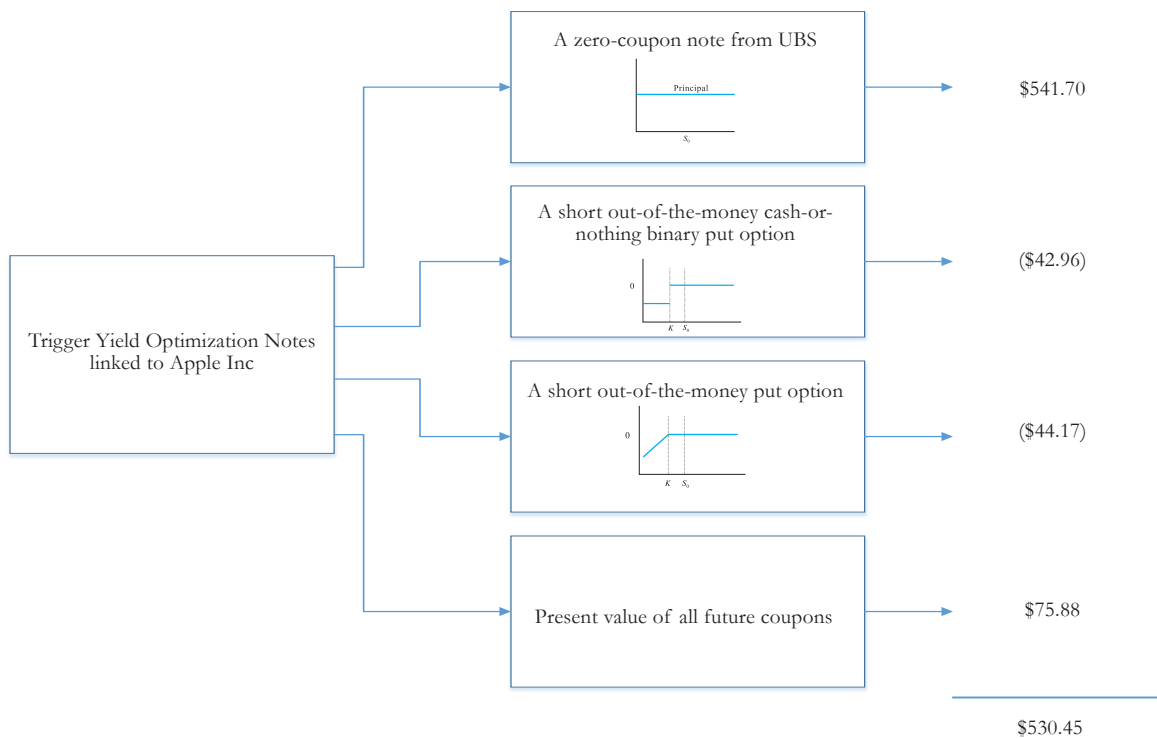 A zero-coupon note from UBS
Principal
S0
$541.70
A short out-of-the-money cash-or-
nothing binary put option
0
K S0
($42.96)
Trigger Yield Optimization Notes
linked to Apple Inc
A short out-of-the-money put option
0
K S0
($44.17)
Present value of all future coupons
$75.88
$530.45